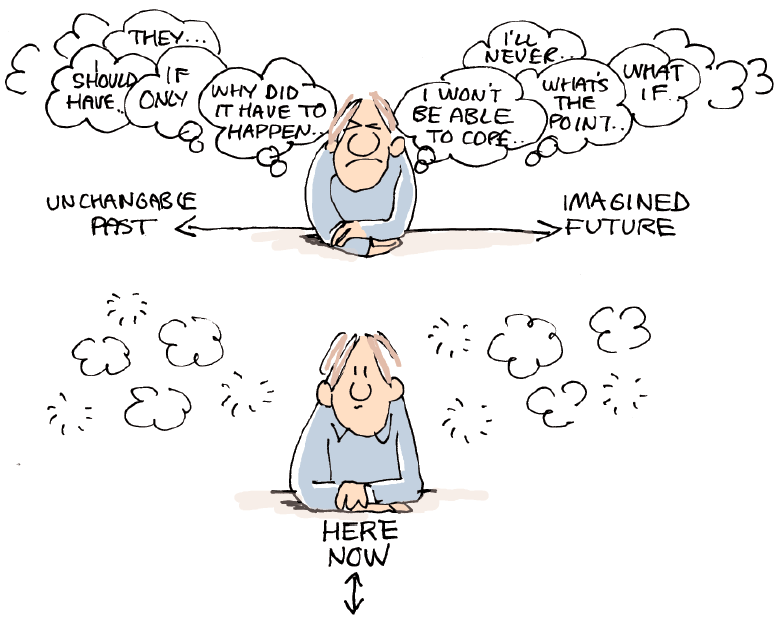 THEY...
I
SHOULD
HAVE..
IF
ONLY
WHY DID
IT HAVE TO
HAPPEN...
I'LL
NEVER...
I WON'T
BE ABLE
TO COPE...
WHAT'S
THE
POINT...
WHAT
IF...
UNCHANGABLE
PAST
IMAGINED
FUTURE
HERE
NOW